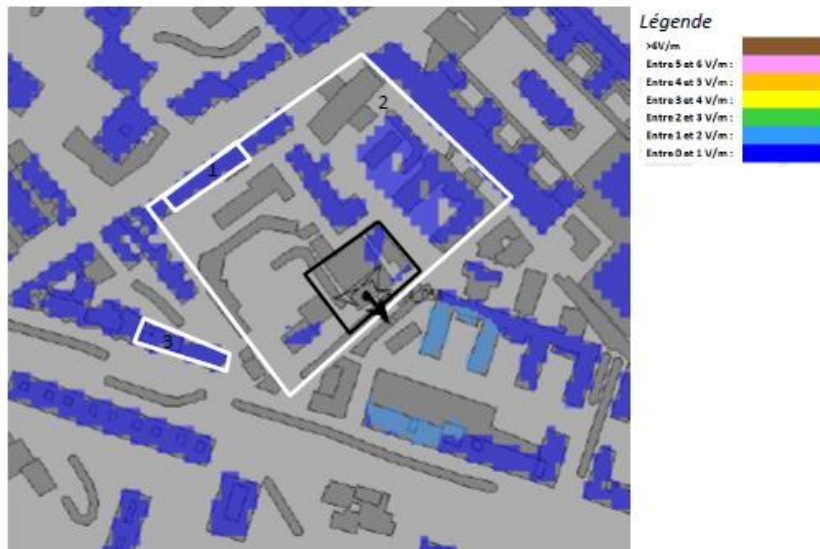 Légende
>6V/m
Entre 5 et 6 V/m :
Entre 4 et 5 V/m :
Entre 3 et 4 V/m :
Entre 2 et 3 V/m :
Entre 1 et 2 V/m :
Entre 0 et 1 V/m :
2
1
3